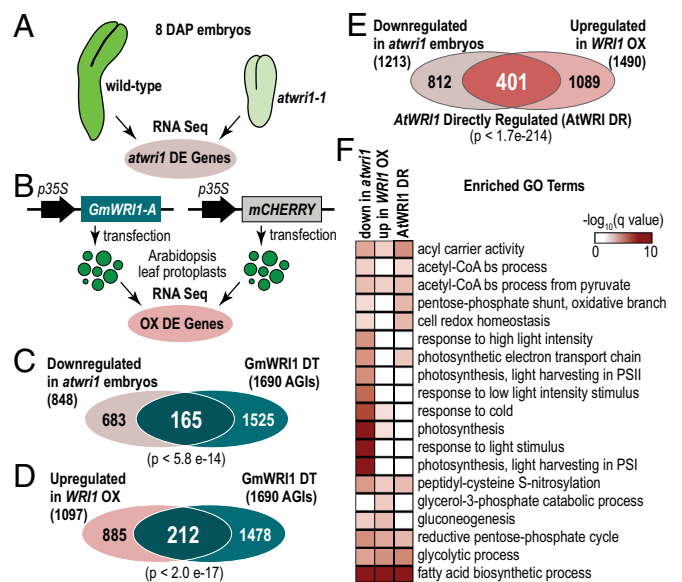 A
8 DAP embryos
wild-type
atwri1-1
RNA Seq
atwri1 DE Genes
B
p35S
p35S
GmWRI1-A
mCHERRY
transfection
transfection
Arabidopsis
leaf protoplasts
RNA Seq
OX DE Genes
C
Downregulated
in atwri1 embryos
(848)
GmWRI1 DT
(1690 AGIs)
683
165
1525
(p < 5.8 e-14)
D
Upregulated
in WRI1 OX
(1097)
GmWRI1 DT
(1690 AGIs)
885
212
1478
(p < 2.0 e-17)
E
Downregulated
in atwri1 embryos
(1213)
Upregulated
in WRI1 OX
(1490)
812
401
1089
AtWRI1 Directly Regulated (AtWRI DR)
(p < 1.7e-214)
F
down in atwri1
up in WRI1 OX
AtWRI1 DR
Enriched GO Terms
-log10(q value)
0
10
acyl carrier activity
acetyl-CoA bs process
acetyl-CoA bs process from pyruvate
pentose-phosphate shunt, oxidative branch
cell redox homeostasis
response to high light intensity
photosynthetic electron transport chain
photosynthesis, light harvesting in PSII
response to low light intensity stimulus
response to cold
photosynthesis
response to light stimulus
photosynthesis, light harvesting in PSI
peptidyl-cysteine S-nitrosylation
glycerol-3-phosphate catabolic process
gluconeogenesis
reductive pentose-phosphate cycle
glycolytic process
fatty acid biosynthetic process